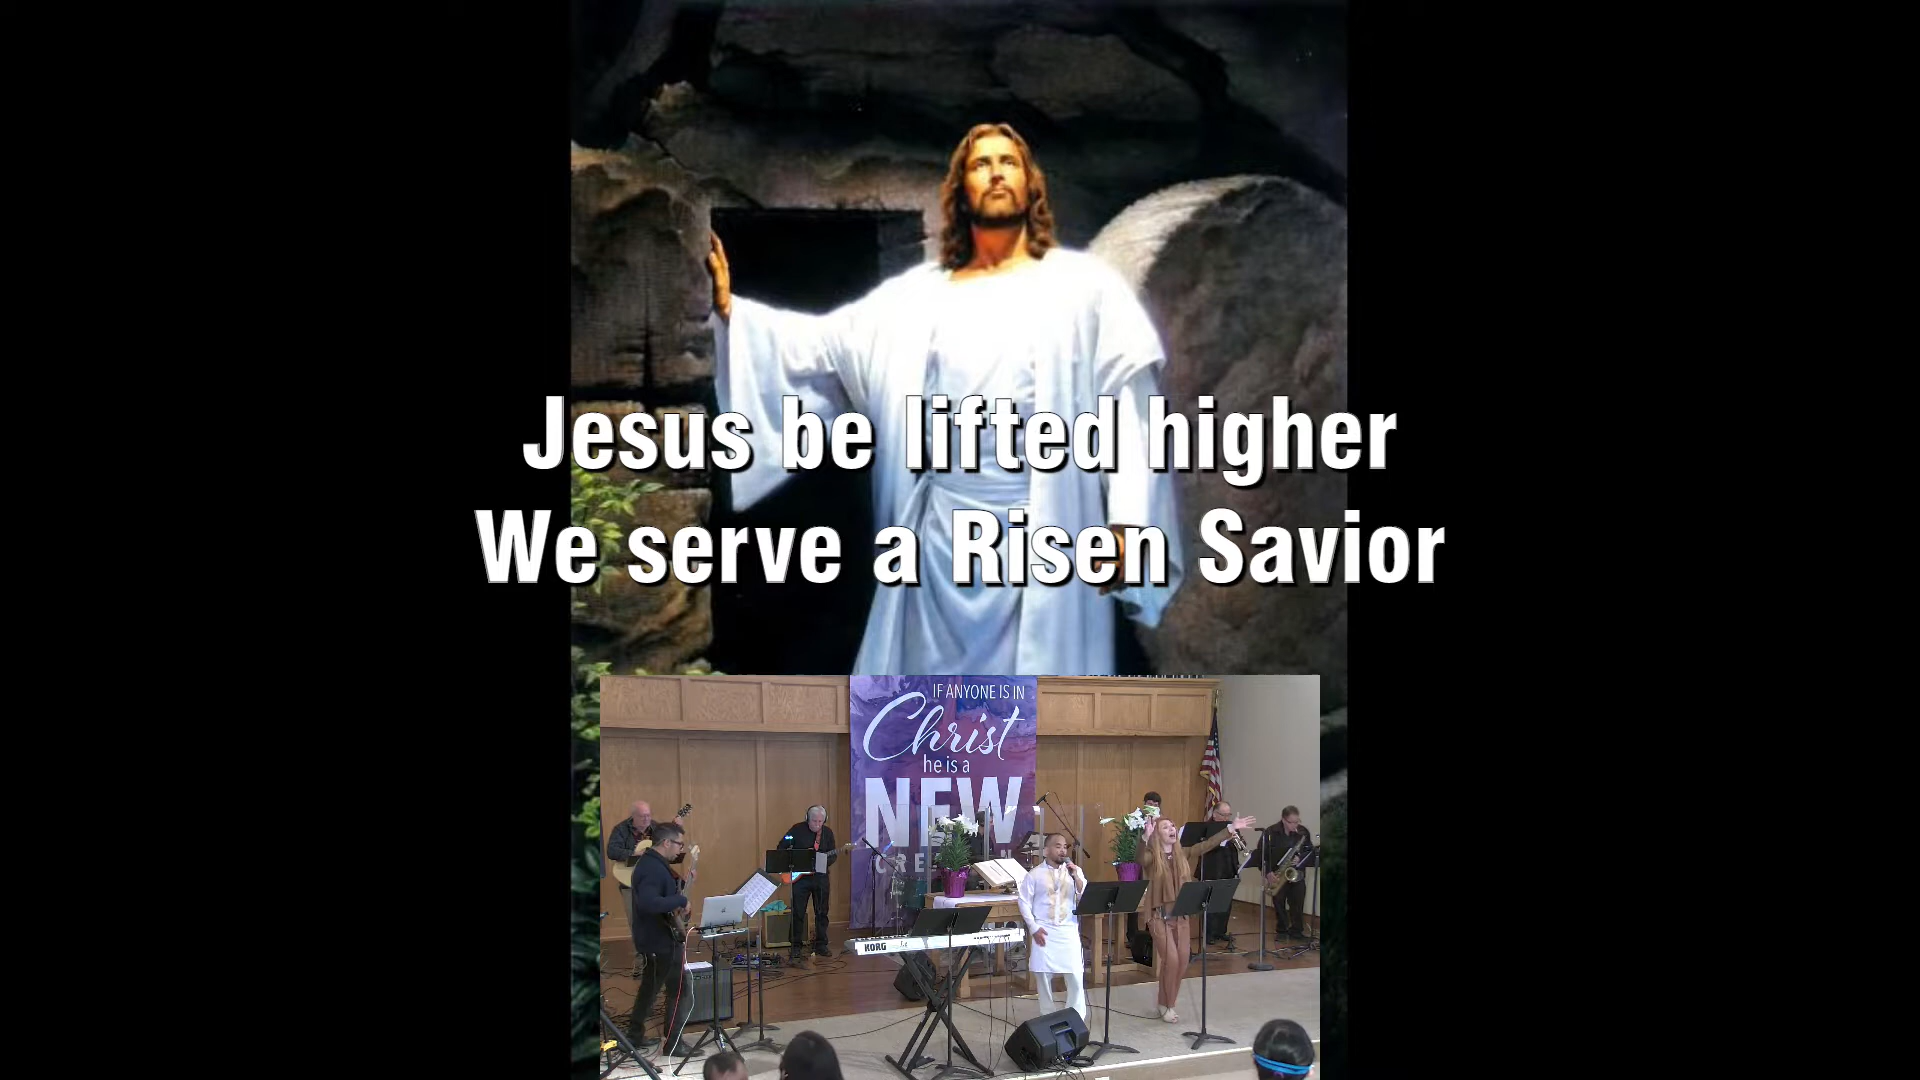 Jesus be lifted higher
We serve a Risen Savior
IF ANYONE IS IN
Christ
he is a
NEW
KORG